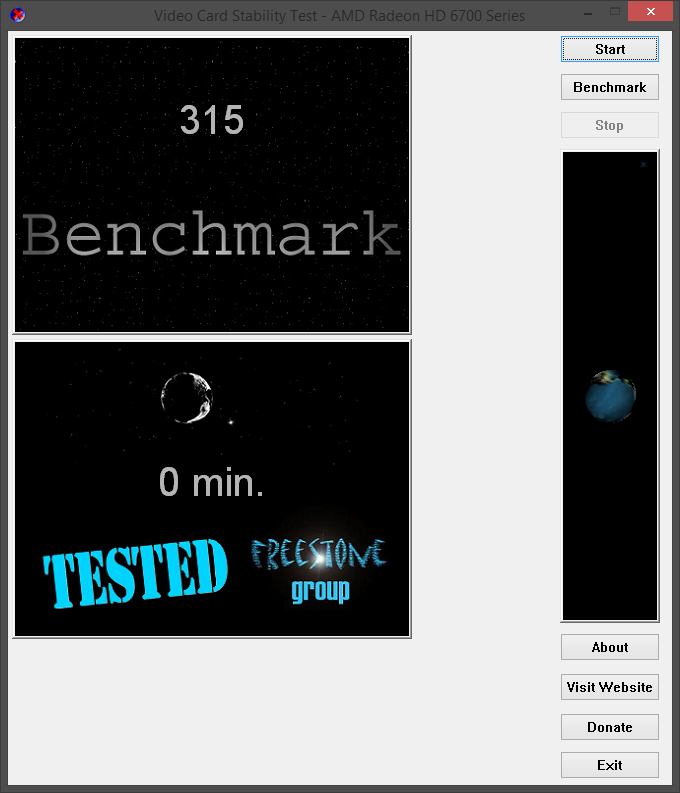 Video Card Stability Test - AMD Radeon HD 6700 Series
315
Benchmark
0 min.
TESTED
FREESTONE
group
Start
Benchmark
Stop
About
Visit Website
Donate
Exit